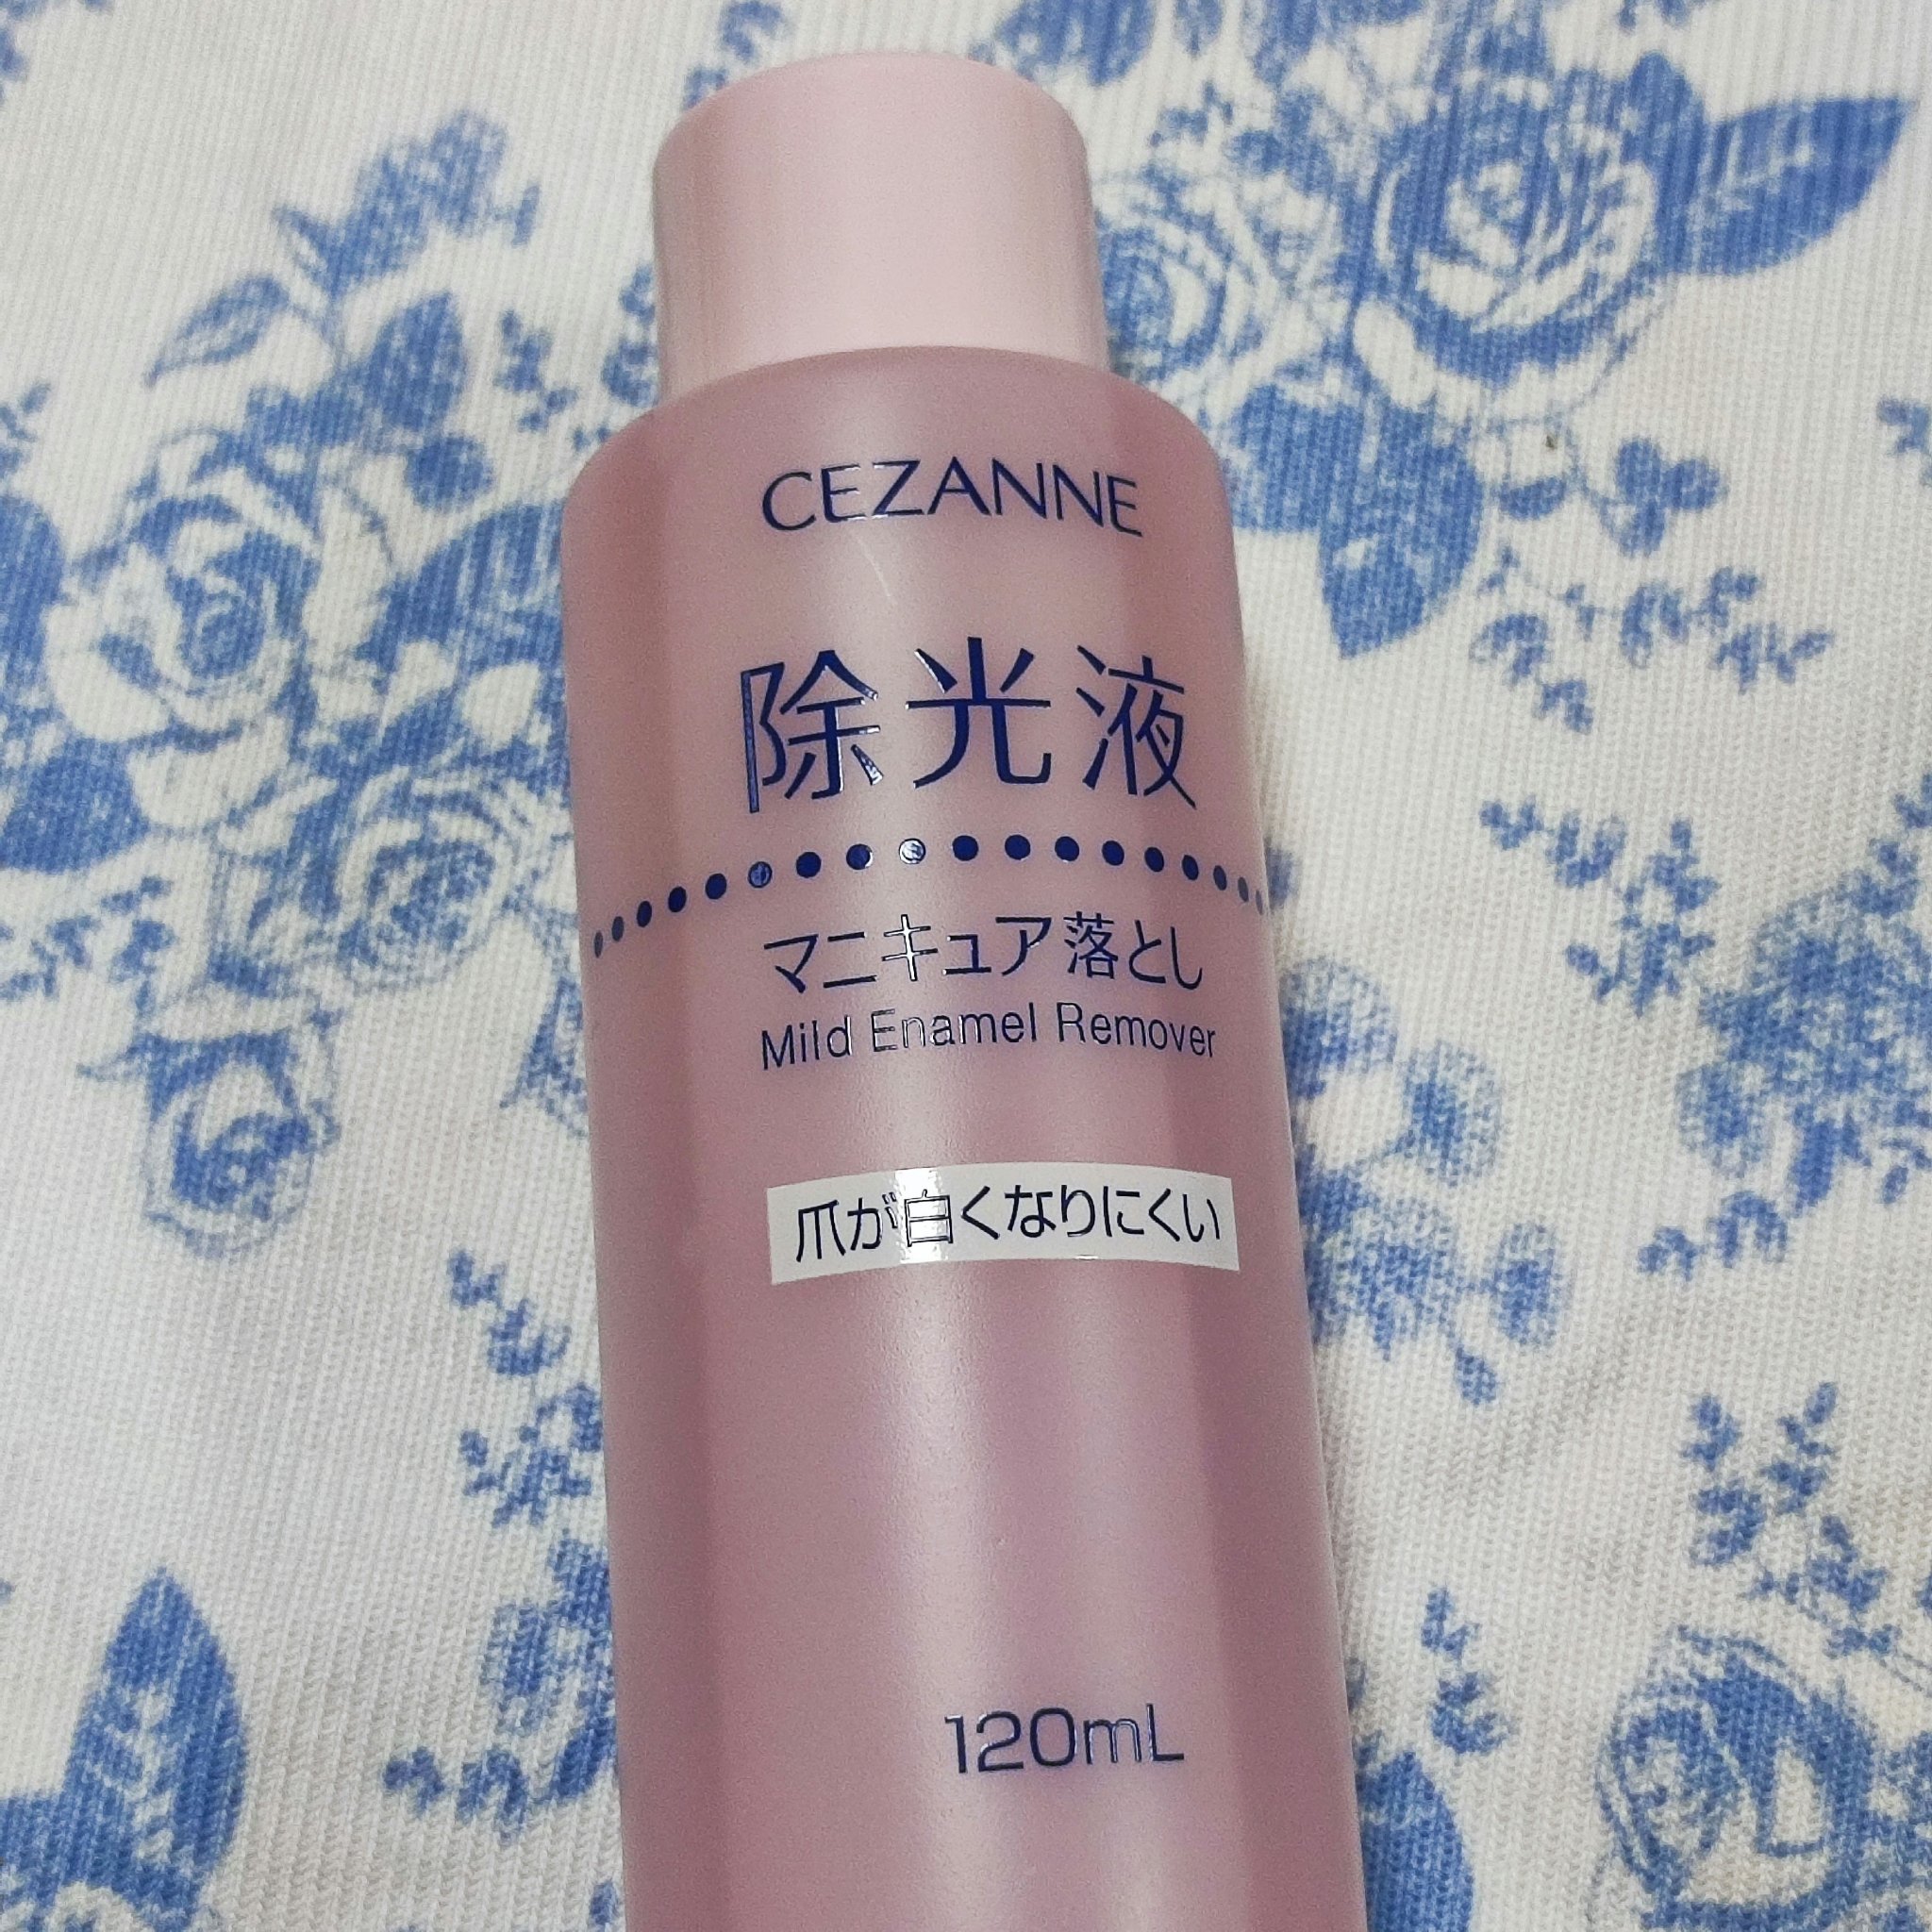 CEZANNE
除光液
マニキュア落とし
Mild Enamel Remover
爪が白くなりにくい
120mL